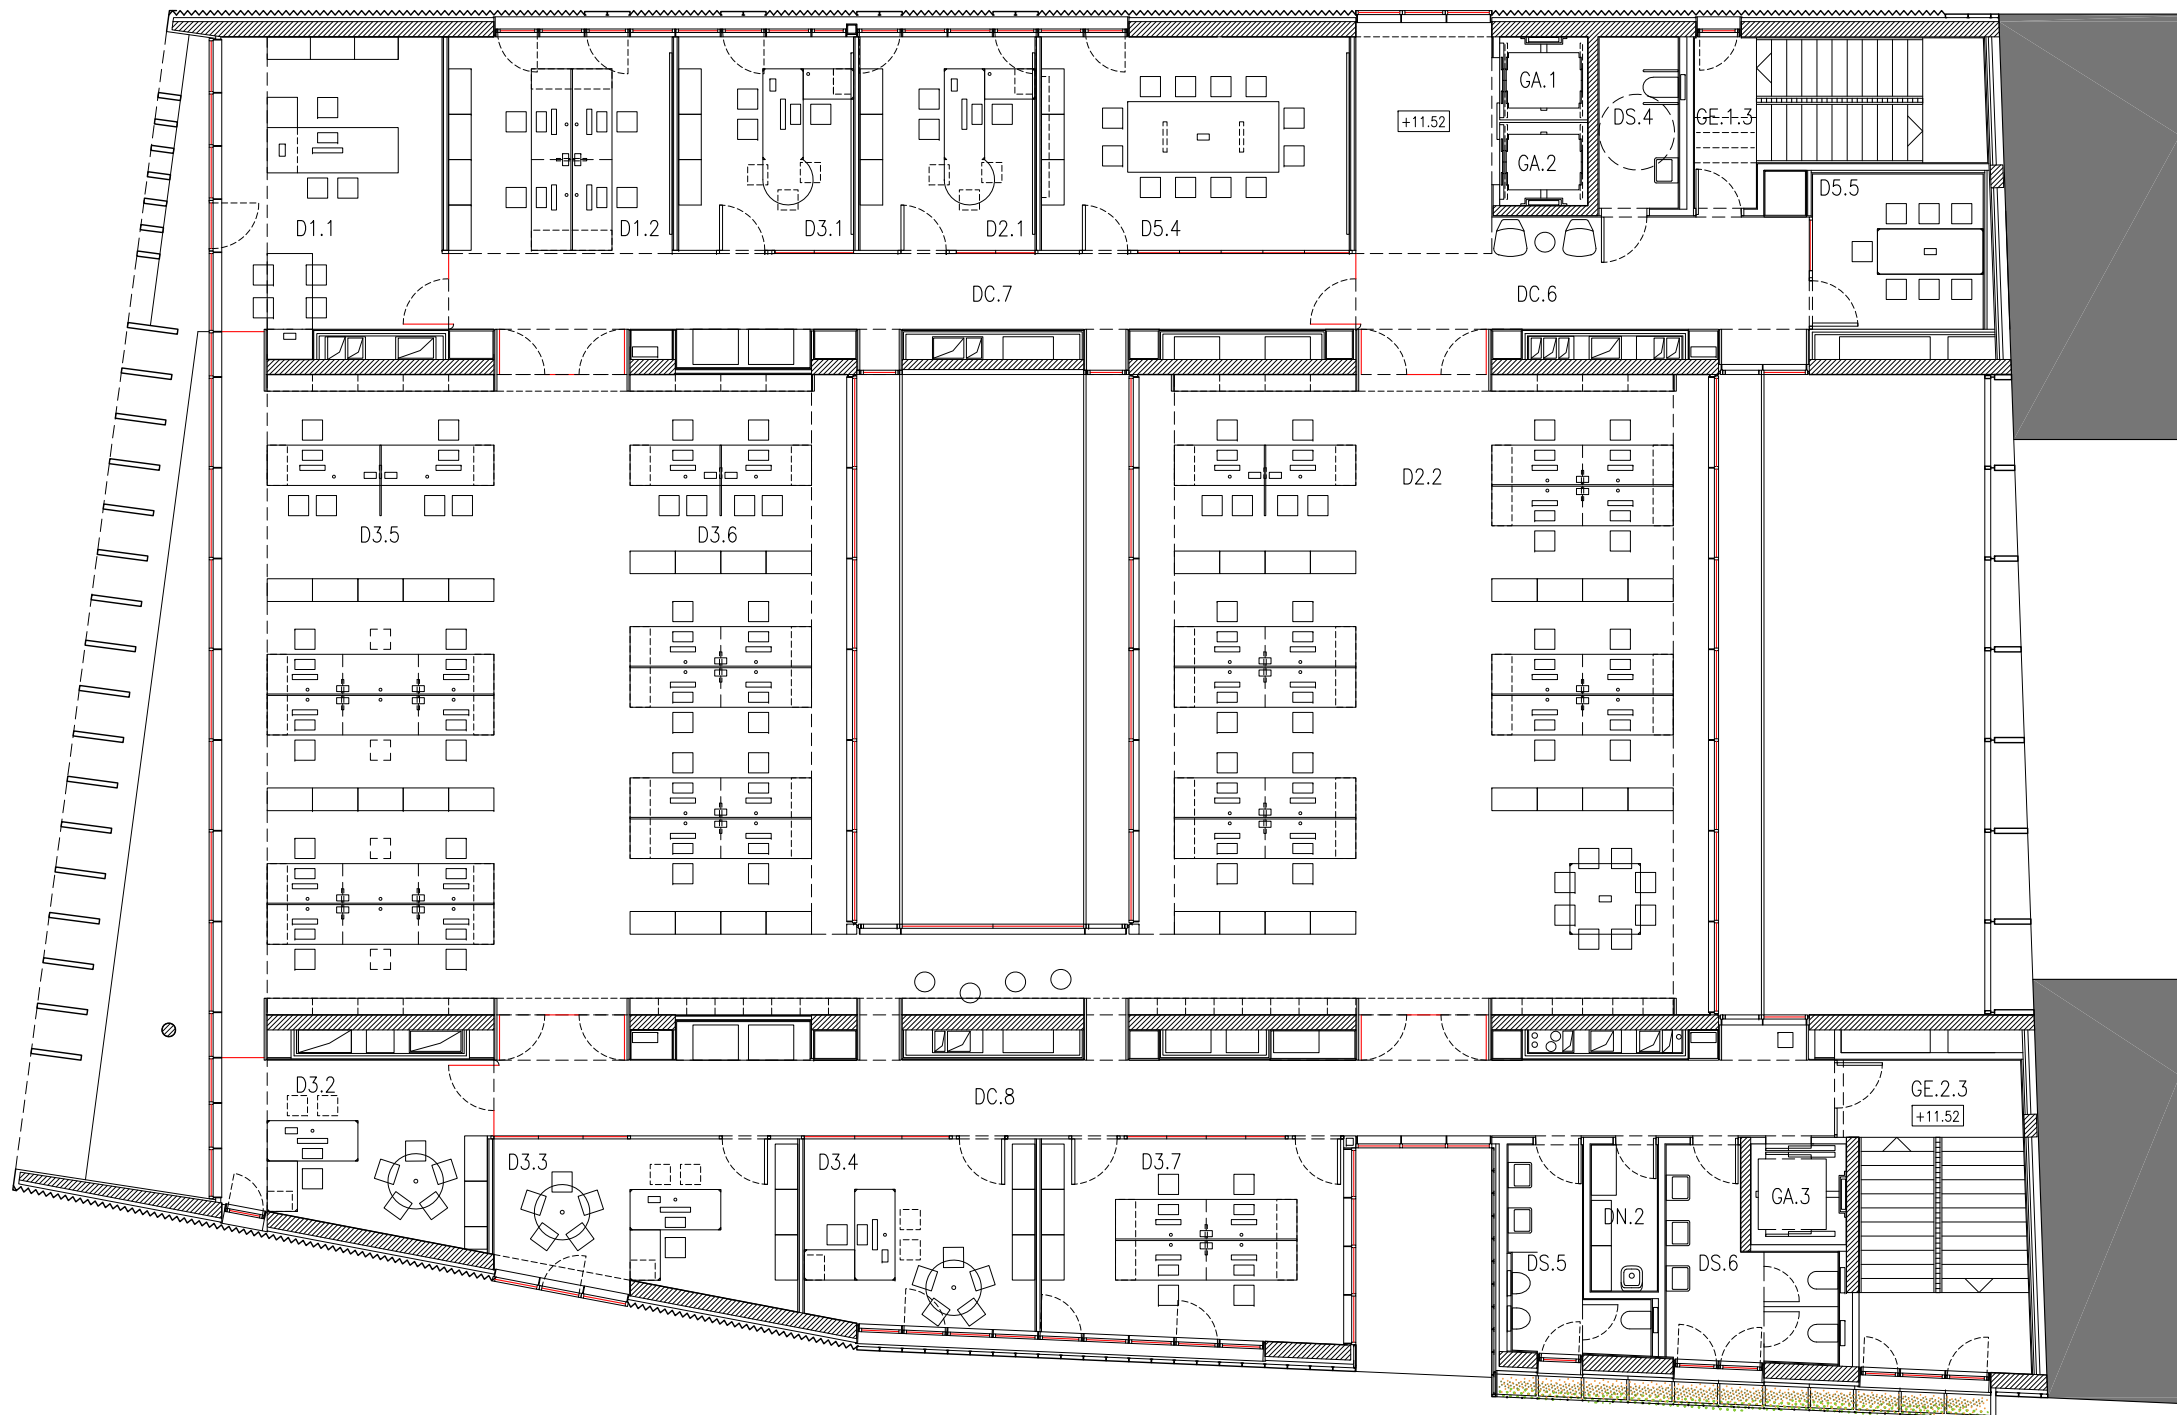 GA.1
+11.52
DS.4
GE.1.3
GA.2
D5.5
D1.1
D1.2
D3.1
D2.1
D5.4
DC.7
DC.6
D2.2
D3.5
D3.6
D3.2
DC.8
GE.2.3
+11.52
D3.3
D3.4
D3.7
GA.3
DN.2
DS.5
DS.6